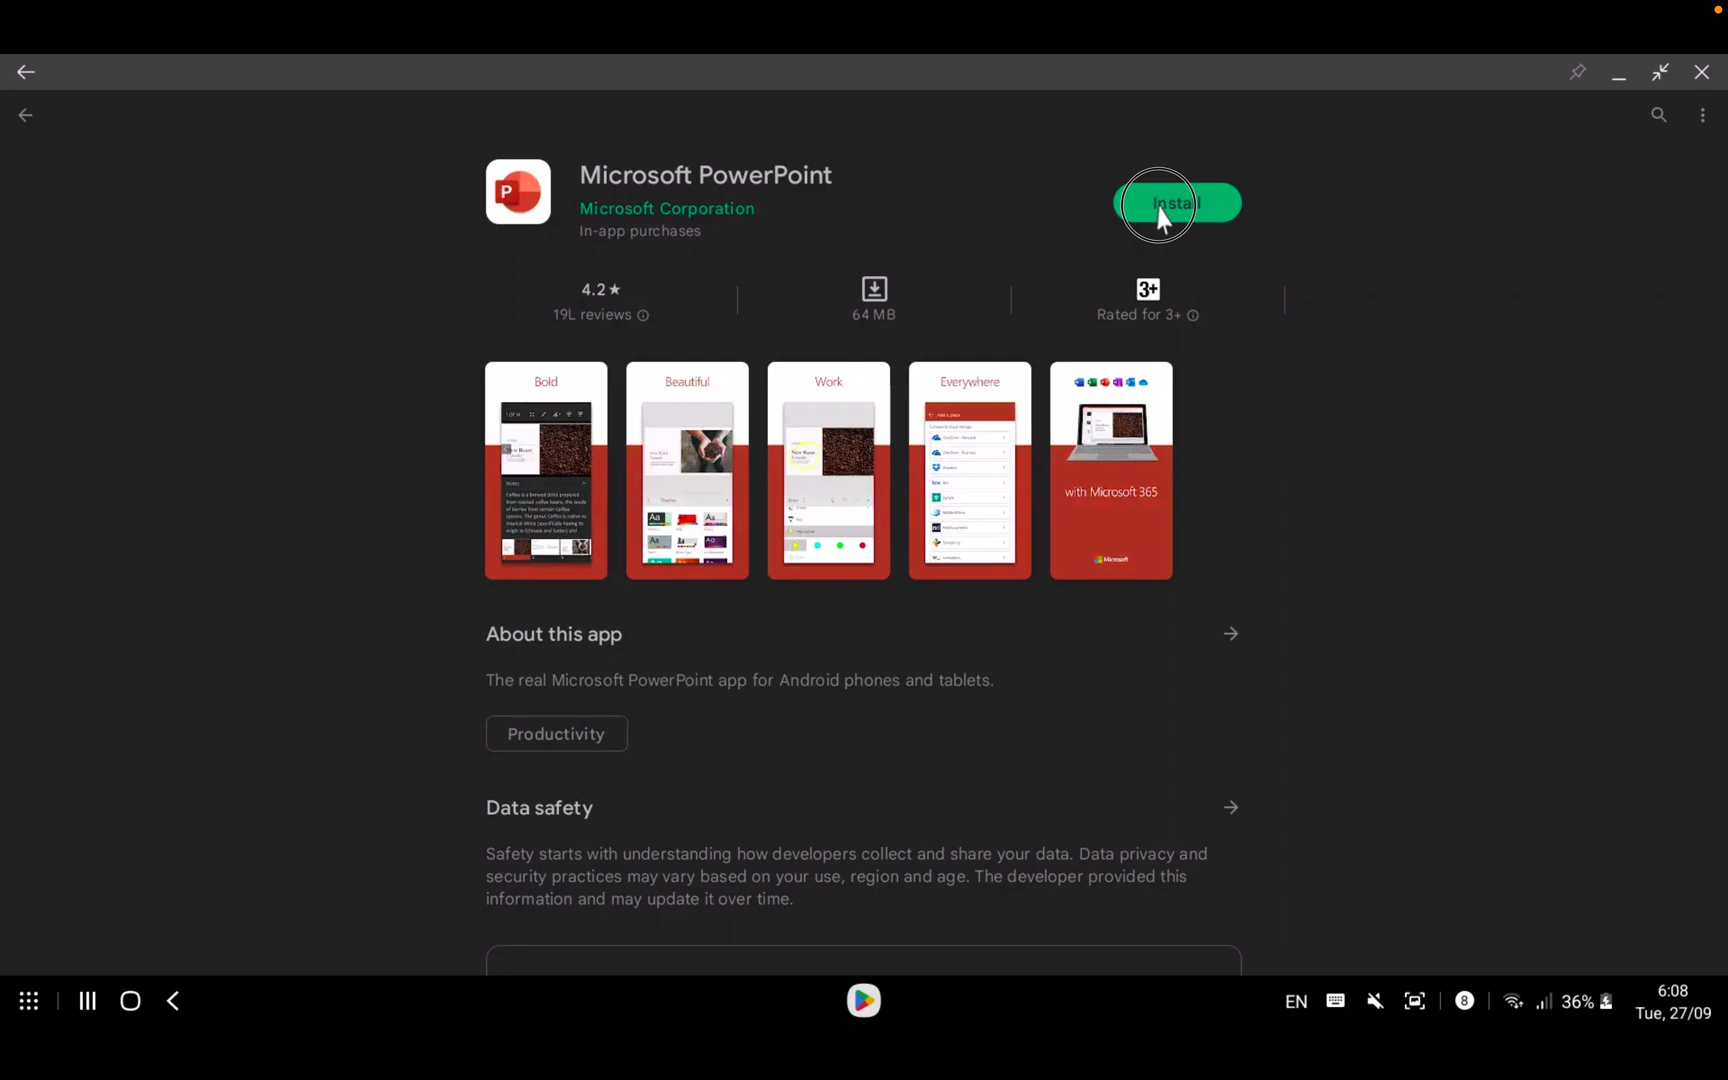 Microsoft PowerPoint
Microsoft Corporation
In-app purchases
Install
4.2★
19L reviews
64 MB
3+
Rated for 3+
Bold
Beautiful
Work
Everywhere
Notes
Themes
Add a place
with Microsoft 365
Microsoft
About this app
The real Microsoft PowerPoint app for Android phones and tablets.
Productivity
Data safety
Safety starts with understanding how developers collect and share your data. Data privacy and
security practices may vary based on your use, region and age. The developer provided this
information and may update it over time.
EN
8
36%
6:08
Tue, 27/09